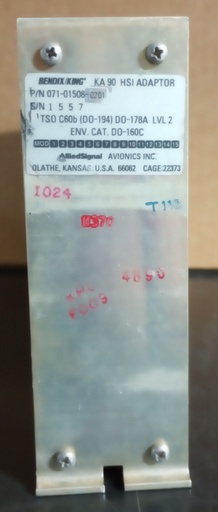 BENDIX/KING® KA 90 HSI ADAPTOR
P/N 071-01508-0201
S/N 1 5 5 7
TSO C60b (DO-194) DO-178A LVL 2
ENV. CAT. DO-160C
MOD 1 2 3 4 5 6 7 8 9 10 11 12 13 14 15
AlliedSignal AVIONICS INC.
OLATHE, KANSAS U.S.A. 66062 CAGE:22373
1024
4896